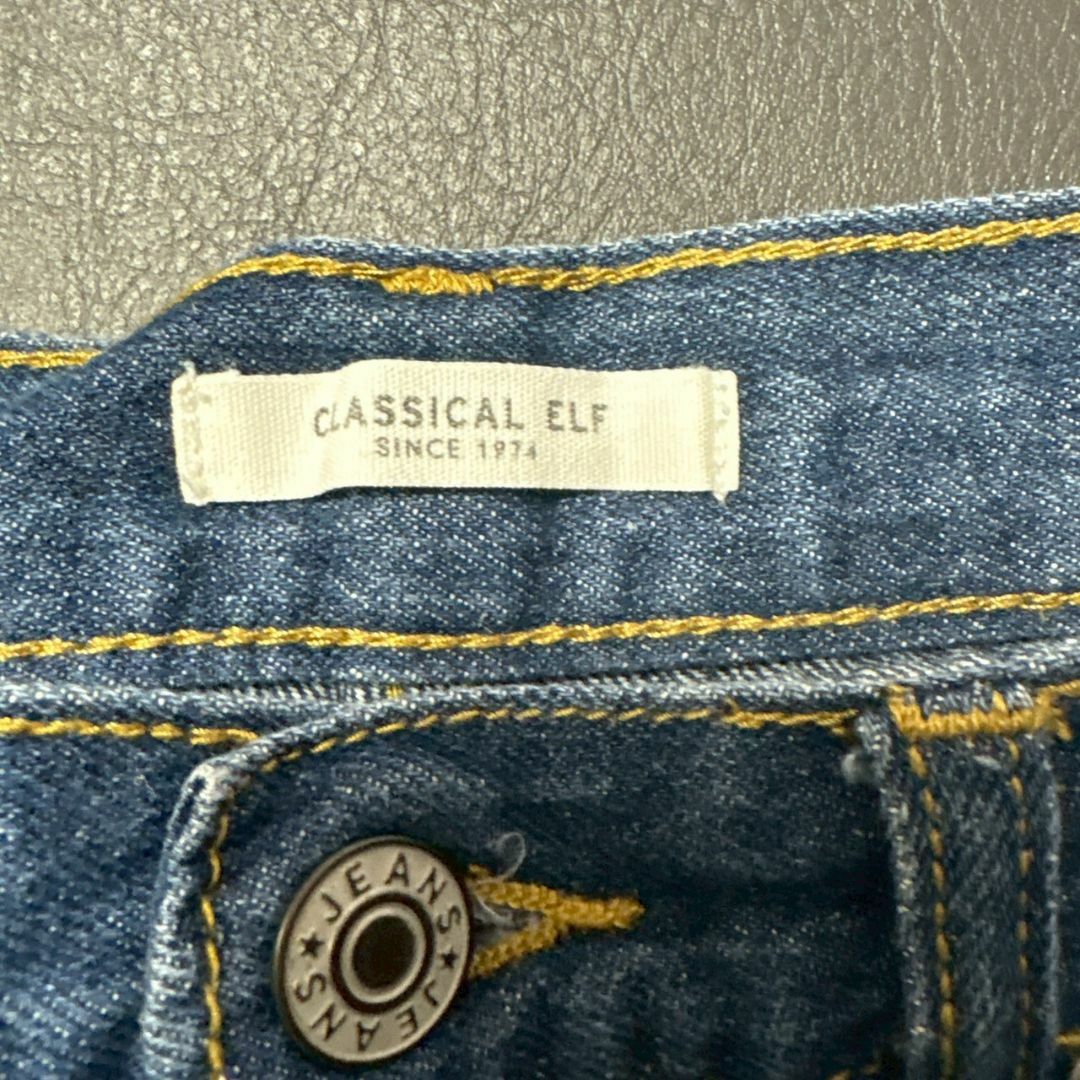 CLASSICAL ELF
SINCE 1974
JEANS ★ JEANS ★